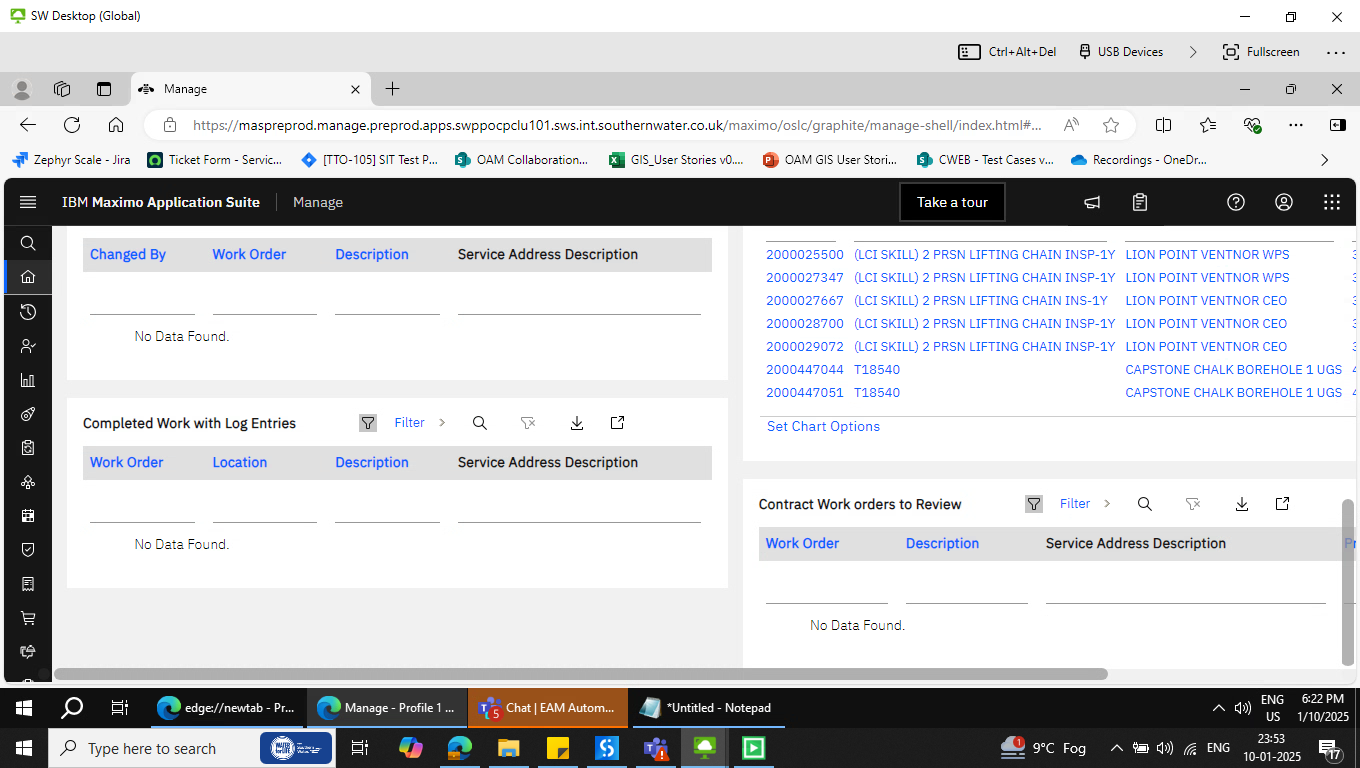 SW Desktop (Global)
Ctrl+Alt+Del
USB Devices
Fullscreen
Manage
https://maspreprod.manage.preprod.apps.swppocpclu101.sws.int.southernwater.co.uk/maximo/oslc/graphite/manage-shell/index.html#...
Zephyr Scale - Jira
Ticket Form - Servic...
[TTO-105] SIT Test P...
OAM Collaboration...
GIS_User Stories v0....
OAM GIS User Stori...
CWEB - Test Cases v...
Recordings - OneDr...
IBM Maximo Application Suite
Manage
Take a tour
Changed By Work Order Description Service Address Description
No Data Found.
Completed Work with Log Entries
Filter
Work Order Location Description Service Address Description
No Data Found.
2000025500 (LCI SKILL) 2 PRSN LIFTING CHAIN INSP-1Y LION POINT VENTNOR WPS
2000027347 (LCI SKILL) 2 PRSN LIFTING CHAIN INSP-1Y LION POINT VENTNOR WPS
2000027667 (LCI SKILL) 2 PRSN LIFTING CHAIN INS-1Y LION POINT VENTNOR CEO
2000028700 (LCI SKILL) 2 PRSN LIFTING CHAIN INSP-1Y LION POINT VENTNOR CEO
2000029072 (LCI SKILL) 2 PRSN LIFTING CHAIN INSP-1Y LION POINT VENTNOR CEO
2000447044 T18540 CAPSTONE CHALK BOREHOLE 1 UGS
2000447051 T18540 CAPSTONE CHALK BOREHOLE 1 UGS
Set Chart Options
Contract Work orders to Review
Filter
Work Order Description Service Address Description
No Data Found.
edge://newtab - Pr...
Manage - Profile 1 ...
5
Chat | EAM Autom...
*Untitled - Notepad
ENG
US
6:22 PM
1/10/2025
Type here to search
1
9°C Fog
ENG
23:53
10-01-2025
17